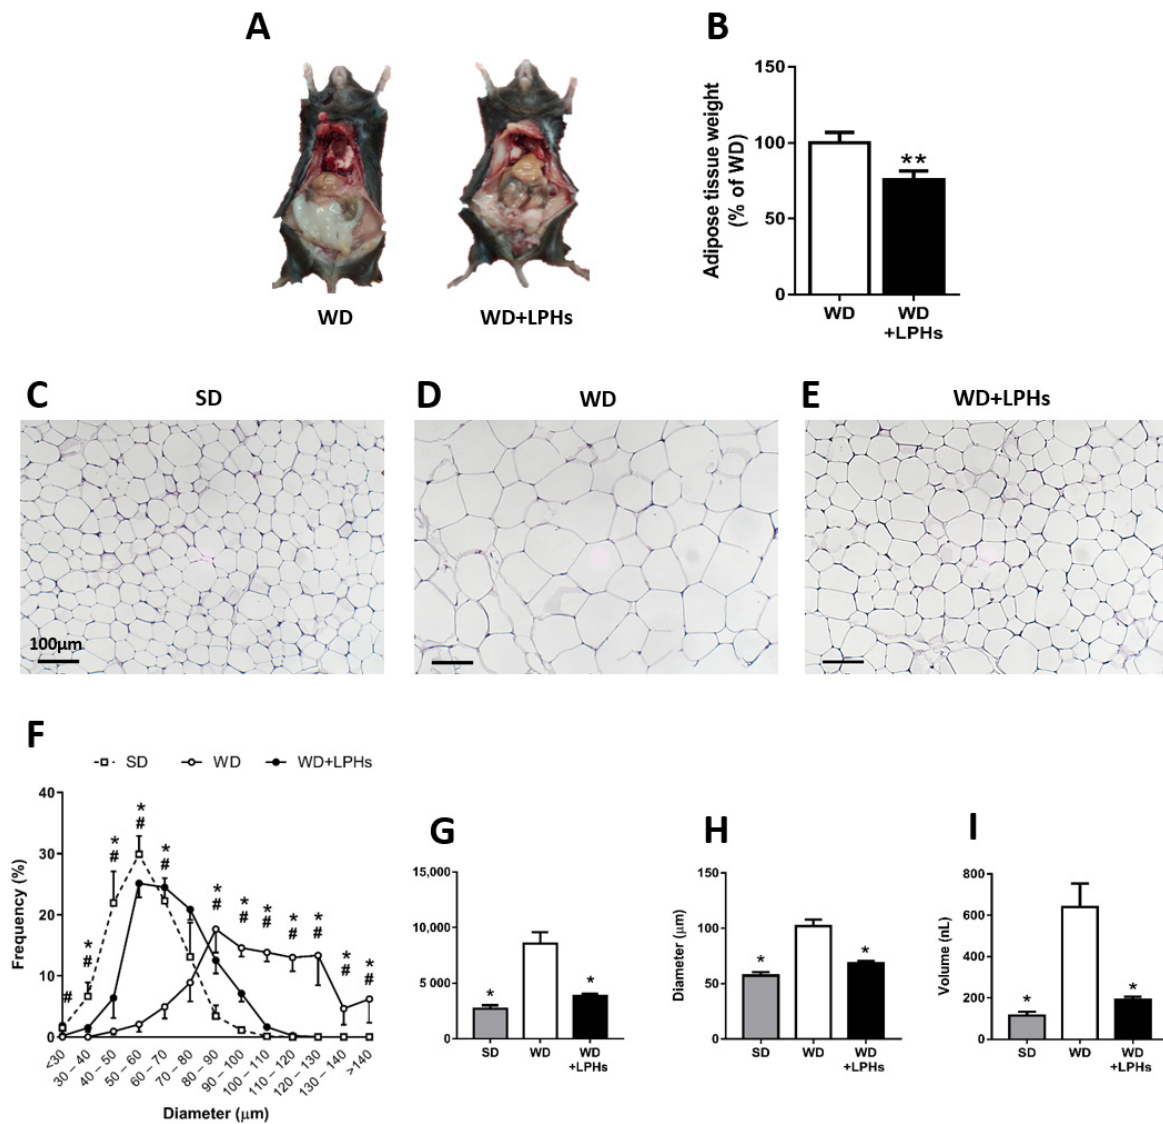 A
WD
WD+LPHs
B
Adipose tissue weight
(% of WD)
150
100
50
0
**
WD
WD
+LPHs
C
SD
100µm
D
WD
E
WD+LPHs
F
SD
WD
WD+LPHs
Frequency (%)
40
30
20
10
0
#
*
#
*
#
*
#
*
#
*
#
*
#
*
#
*
#
*
#
*
#
*
#
<30
30 – 40
40 – 50
50 – 60
60 – 70
70 – 80
80 – 90
90 – 100
100 – 110
110 – 120
120 – 130
130 – 140
>140
Diameter (µm)
G
15,000
10,000
5 000
0
*
*
SD
WD
WD
+LPHs
H
Diameter (µm)
150
100
50
0
*
*
SD
WD
WD
+LPHs
I
Volume (nL)
800
600
400
200
0
*
*
SD
WD
WD
+LPHs